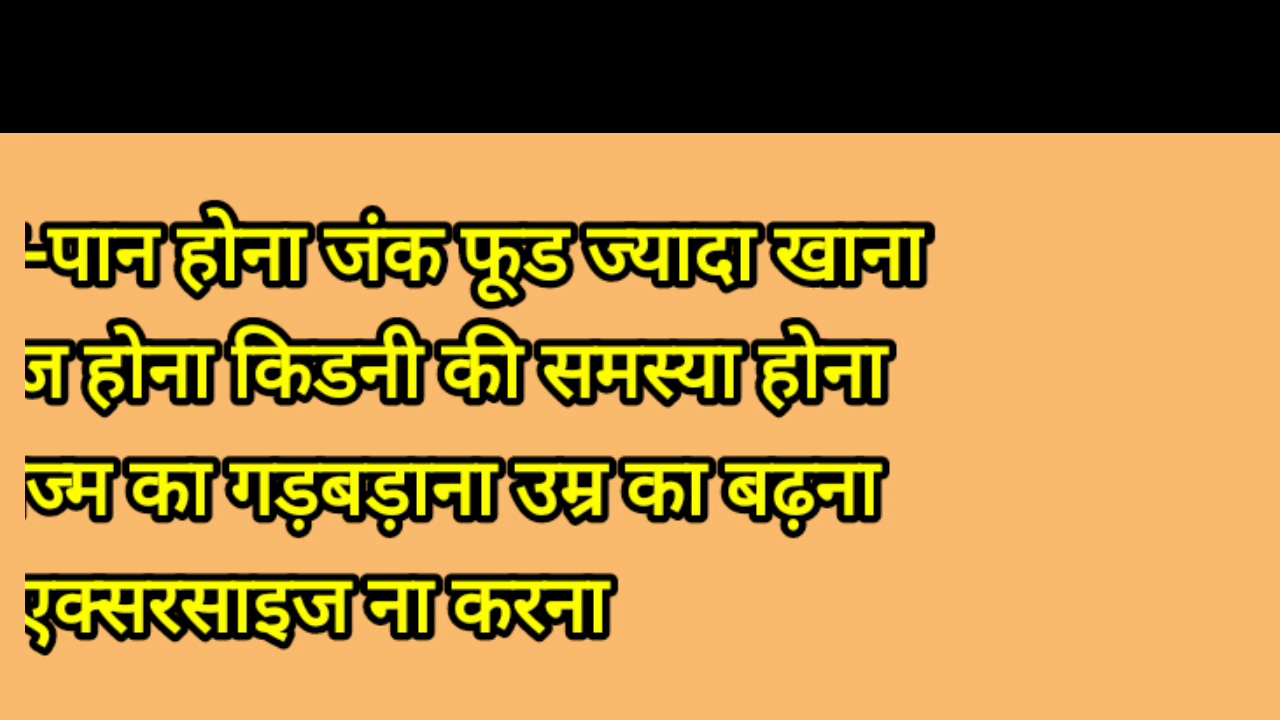 -पान होना जंक फूड ज्यादा खाना
होना किडनी की समस्या होना
का गड़बड़ाना उम्र का बढ़ना
एक्सरसाइज ना करना